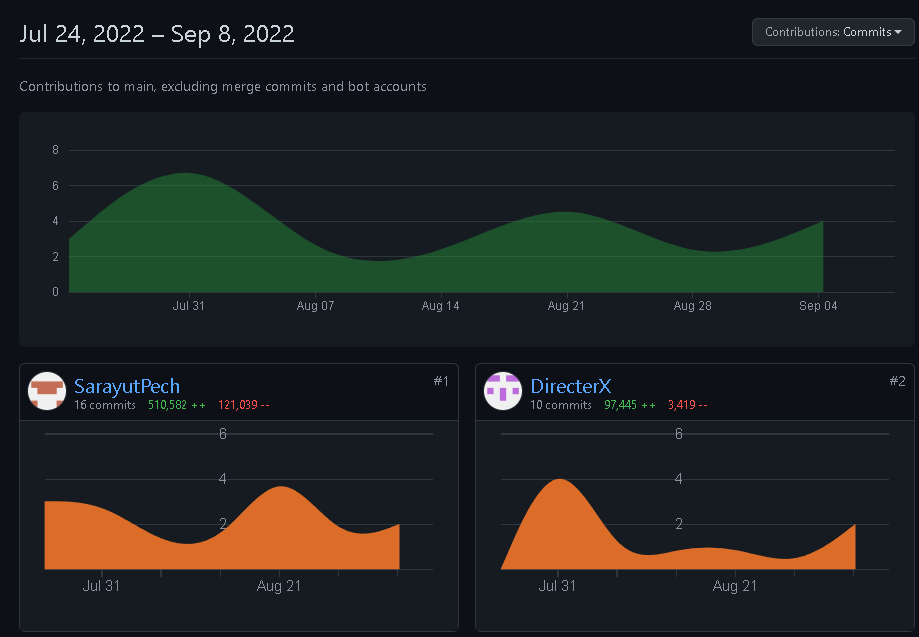 Jul 24, 2022 – Sep 8, 2022
Contributions: Commits
Contributions to main, excluding merge commits and bot accounts
8
6
4
2
0
Jul 31 Aug 07 Aug 14 Aug 21 Aug 28 Sep 04
SarayutPech #1
16 commits 510,582 ++ 121,039 --
6
4
2
Jul 31 Aug 21
DirecterX #2
10 commits 97,445 ++ 3,419 --
6
4
2
Jul 31 Aug 21